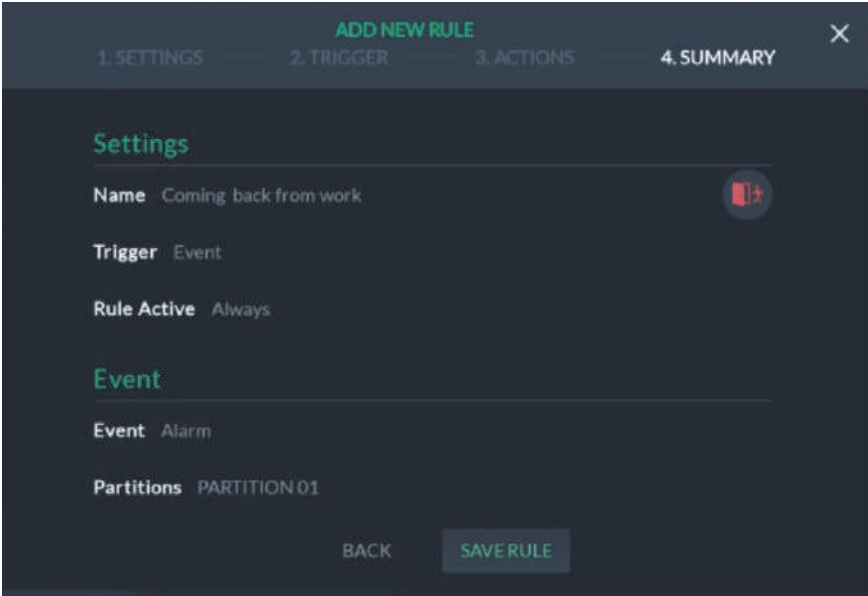 ADD NEW RULE
1. SETTINGS 2. TRIGGER 3. ACTIONS 4. SUMMARY
Settings
Name Coming back from work
Trigger Event
Rule Active Always
Event
Event Alarm
Partitions PARTITION 01
BACK SAVE RULE